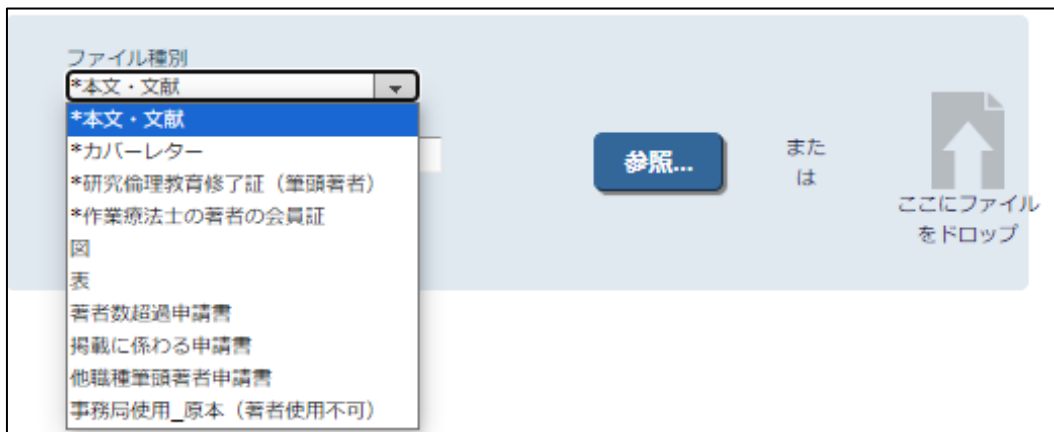 ファイル種別
*本文・文献
*本文・文献
*カバーレター
*研究倫理教育修了証（筆頭著者）
*作業療法士の著者の会員証
図
表
著者数超過申請書
掲載に係わる申請書
他職種筆頭著者申請書
事務局使用_原本（著者使用不可）
参照...
また
は
ここにファイル
をドロップ